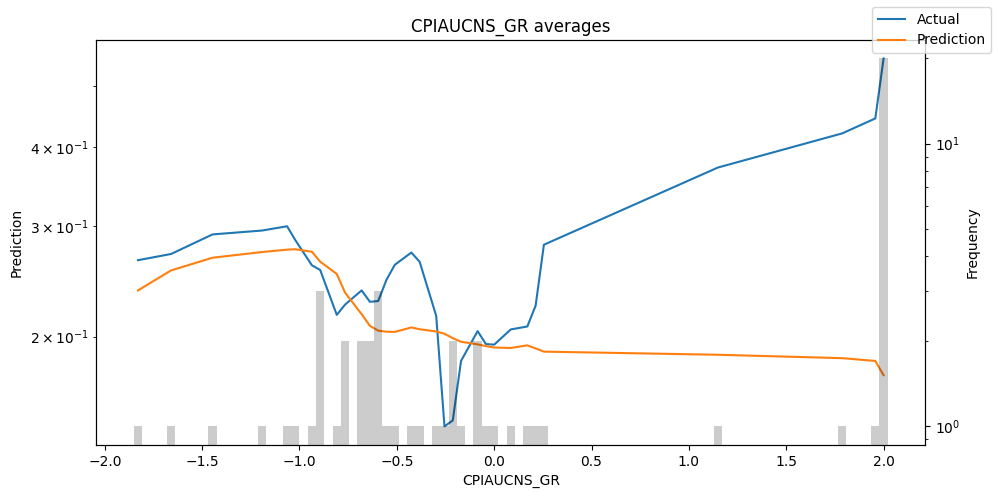 CPIAUCNS_GR averages
Actual
Prediction
4 × 10⁻¹
3 × 10⁻¹
2 × 10⁻¹
Prediction
10¹
10⁰
Frequency
−2.0 −1.5 −1.0 −0.5 0.0 0.5 1.0 1.5 2.0
CPIAUCNS_GR